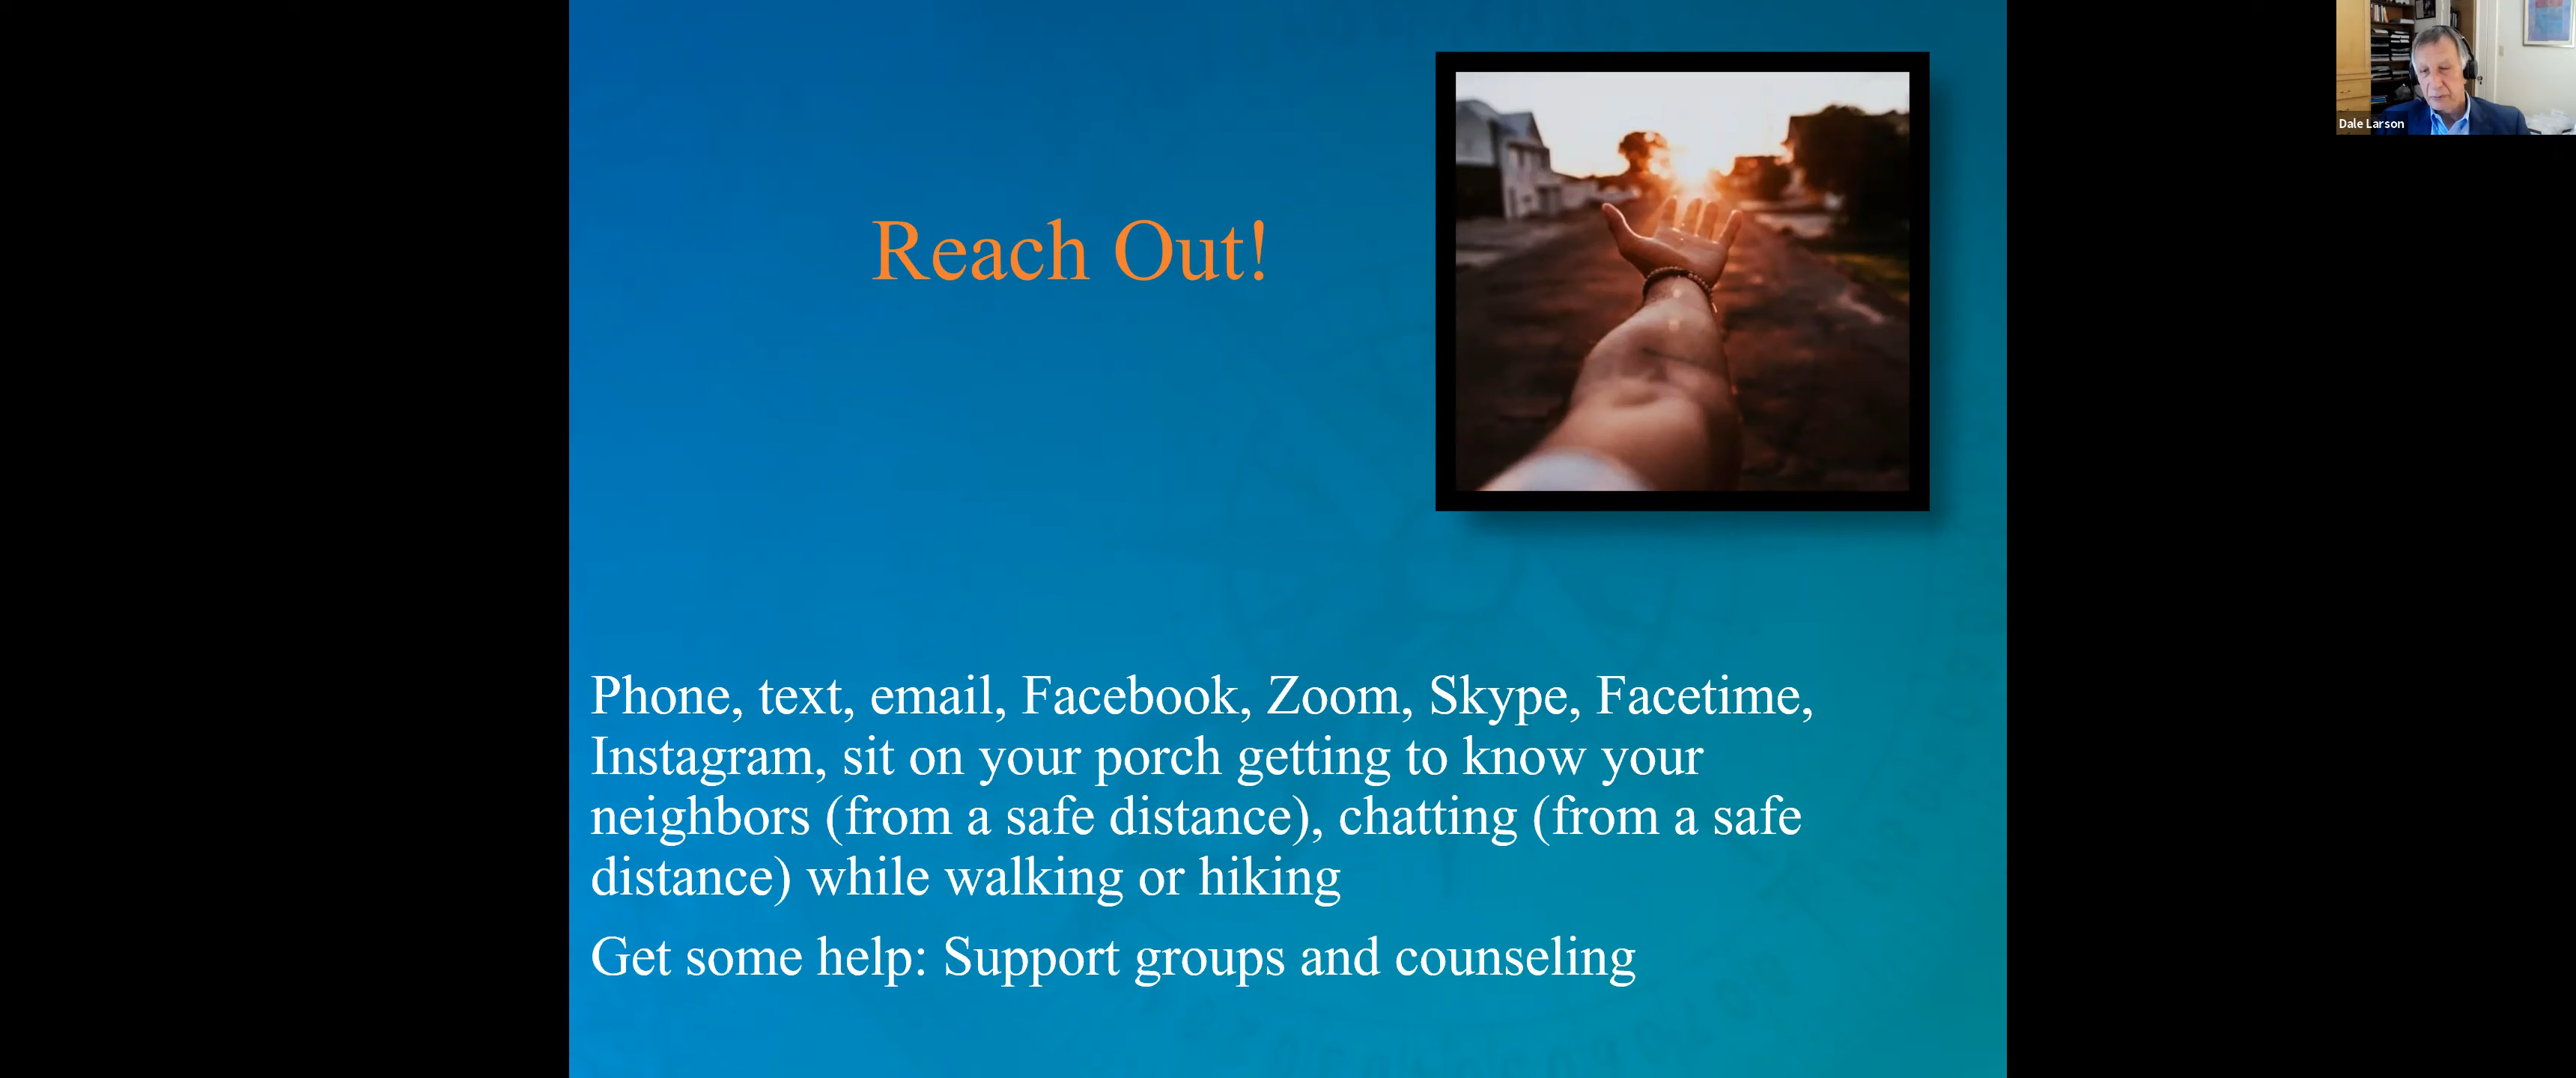 Reach Out!
Dale Larson
Phone, text, email, Facebook, Zoom, Skype, Facetime,
Instagram, sit on your porch getting to know your
neighbors (from a safe distance), chatting (from a safe
distance) while walking or hiking
Get some help: Support groups and counseling